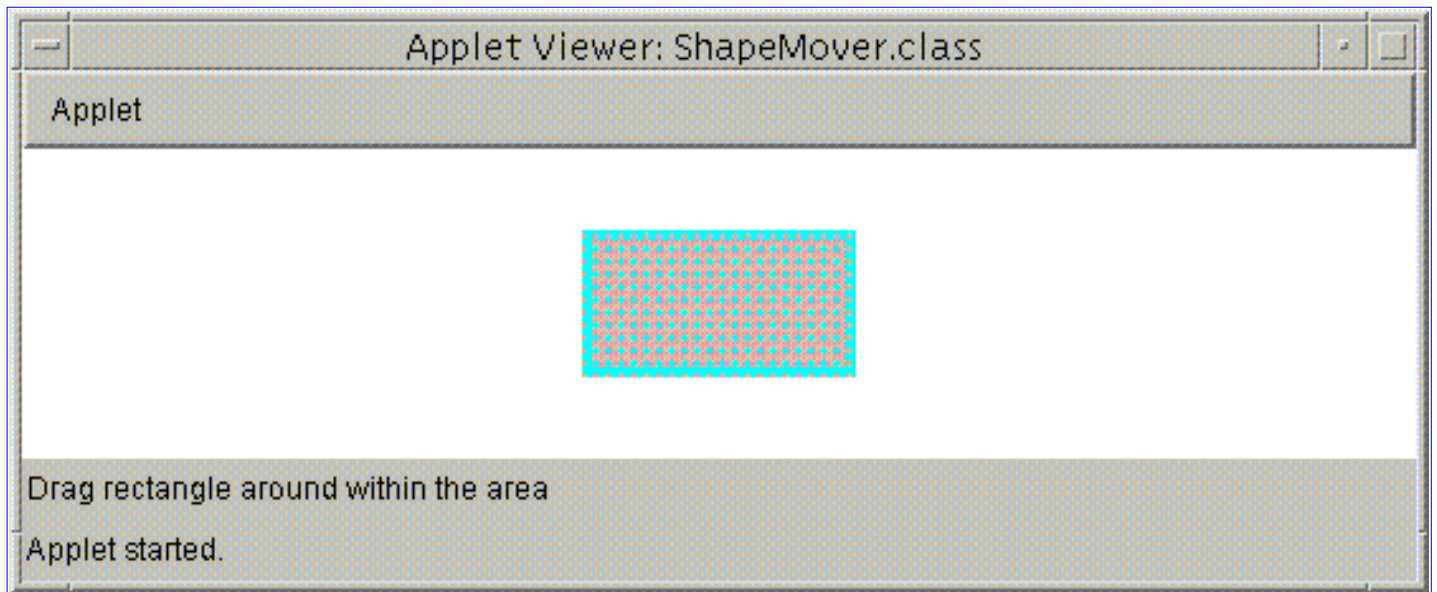 Applet Viewer: ShapeMover.class
Applet
Drag rectangle around within the area
Applet started.